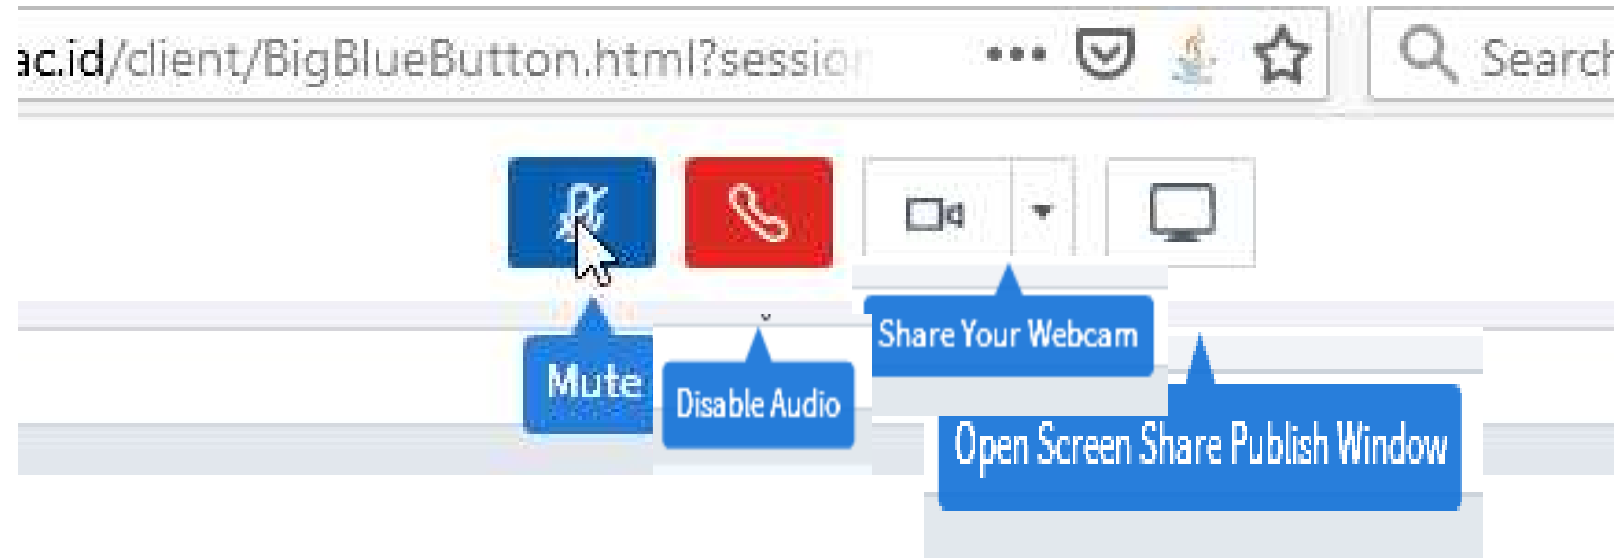 ac.id/client/BigBlueButton.html?sessio
Search
Mute
Disable Audio
Share Your Webcam
Open Screen Share Publish Window